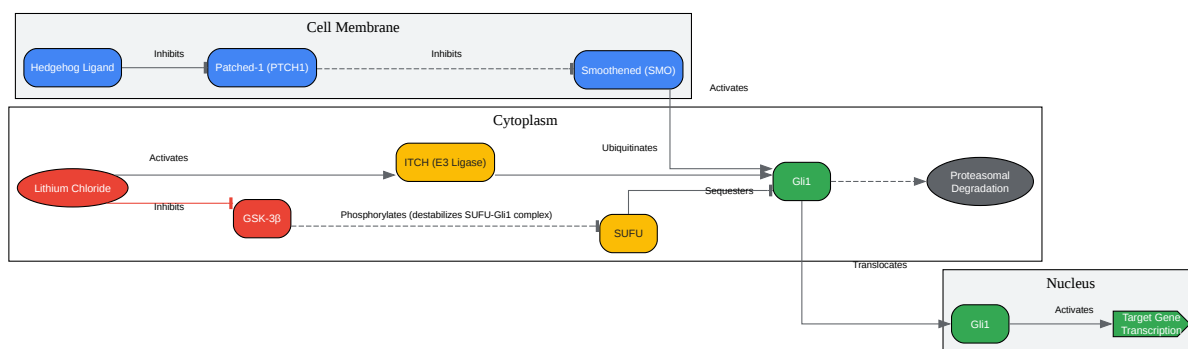 Cell Membrane
Inhibits
Inhibits
Hedgehog Ligand
Patched-1 (PTCH1)
Smoothened (SMO)
Activates
Cytoplasm
Activates
Ubiquitinates
ITCH (E3 Ligase)
Lithium Chloride
Gli1
Proteasomal
Degradation
Sequesters
Inhibits
GSK-3β
Phosphorylates (destabilizes SUFU-Gli1 complex)
SUFU
Translocates
Nucleus
Activates
Gli1
Target Gene
Transcription